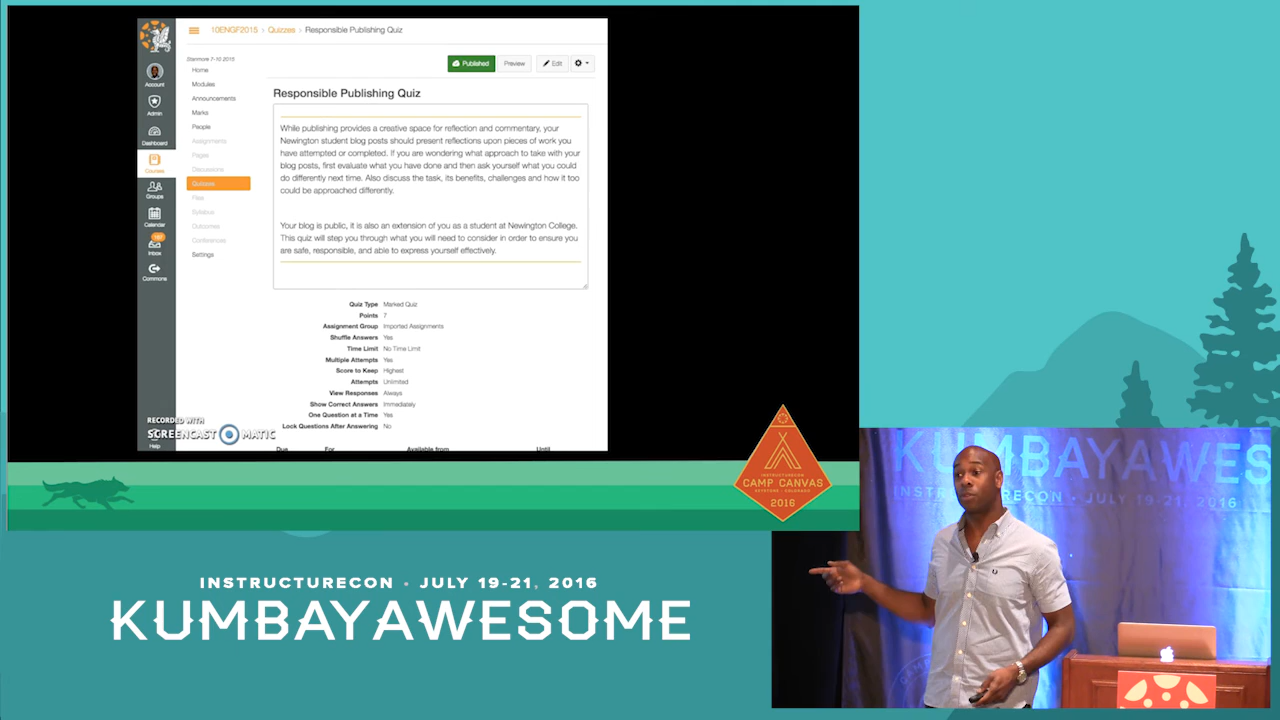 10ENGF2015 › Quizzes › Responsible Publishing Quiz
Stanmore 7-10 2015
Home
Modules
Announcements
Marks
People
Assignments
Pages
Discussions
Quizzes
Files
Syllabus
Outcomes
Conferences
Settings
Account
Admin
Dashboard
Courses
Groups
Calendar
Inbox
Commons
Help
Published
Preview
Edit
Responsible Publishing Quiz
While publishing provides a creative space for reflection and commentary, your
Newington student blog posts should present reflections upon pieces of work you
have attempted or completed. If you are wondering what approach to take with your
blog posts, first evaluate what you have done and then ask yourself what you could
do differently next time. Also discuss the task, its benefits, challenges and how it too
could be approached differently.
Your blog is public, it is also an extension of you as a student at Newington College.
This quiz will step you through what you will need to consider in order to ensure you
are safe, responsible, and able to express yourself effectively.
Quiz Type Marked Quiz
Points 7
Assignment Group Imported Assignments
Shuffle Answers Yes
Time Limit No Time Limit
Multiple Attempts Yes
Score to Keep Highest
Attempts Unlimited
View Responses Always
Show Correct Answers Immediately
One Question at a Time Yes
Lock Questions After Answering No
Due For Available from Until
RECORDED WITH
SCREENCAST MATIC
INSTRUCTURECON
CAMP CANVAS
KEYSTONE · COLORADO
2016
INSTRUCTURECON • JULY 19-21, 2016
KUMBAYAWESOME
KUMBAYAWES
INSTRUCTURECON • JULY 19-21, 2016